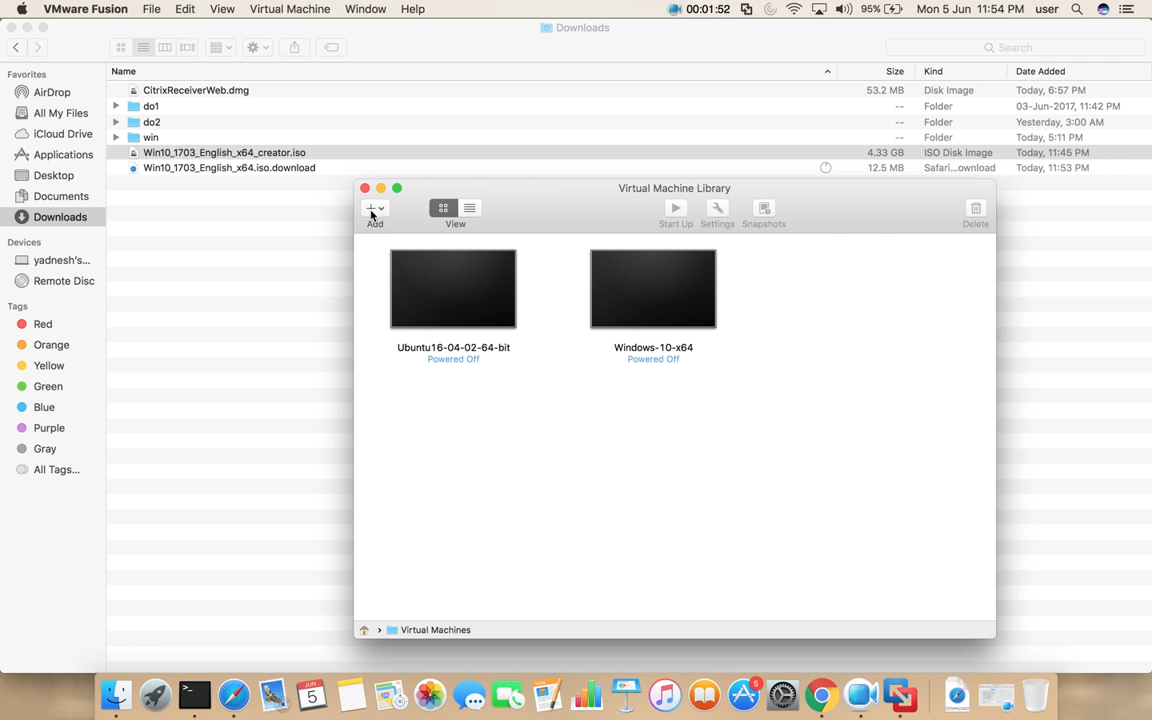 VMware Fusion File Edit View Virtual Machine Window Help 00:01:52 95% Mon 5 Jun 11:54 PM user
Downloads
Search
Favorites
AirDrop
All My Files
iCloud Drive
Applications
Desktop
Documents
Downloads
Devices
yadnesh's...
Remote Disc
Tags
Red
Orange
Yellow
Green
Blue
Purple
Gray
All Tags...
Name Size Kind Date Added
CitrixReceiverWeb.dmg 53.2 MB Disk Image Today, 6:57 PM
do1 -- Folder 03-Jun-2017, 11:42 PM
do2 -- Folder Yesterday, 3:00 AM
win -- Folder Today, 5:11 PM
Win10_1703_English_x64_creator.iso 4.33 GB ISO Disk Image Today, 11:45 PM
Win10_1703_English_x64.iso.download 12.5 MB Safari...ownload Today, 11:53 PM
Virtual Machine Library
Add View Start Up Settings Snapshots Delete
Ubuntu16-04-02-64-bit Windows-10-x64
Powered Off Powered Off
Virtual Machines
JUN
5
5
DOWNLOAD